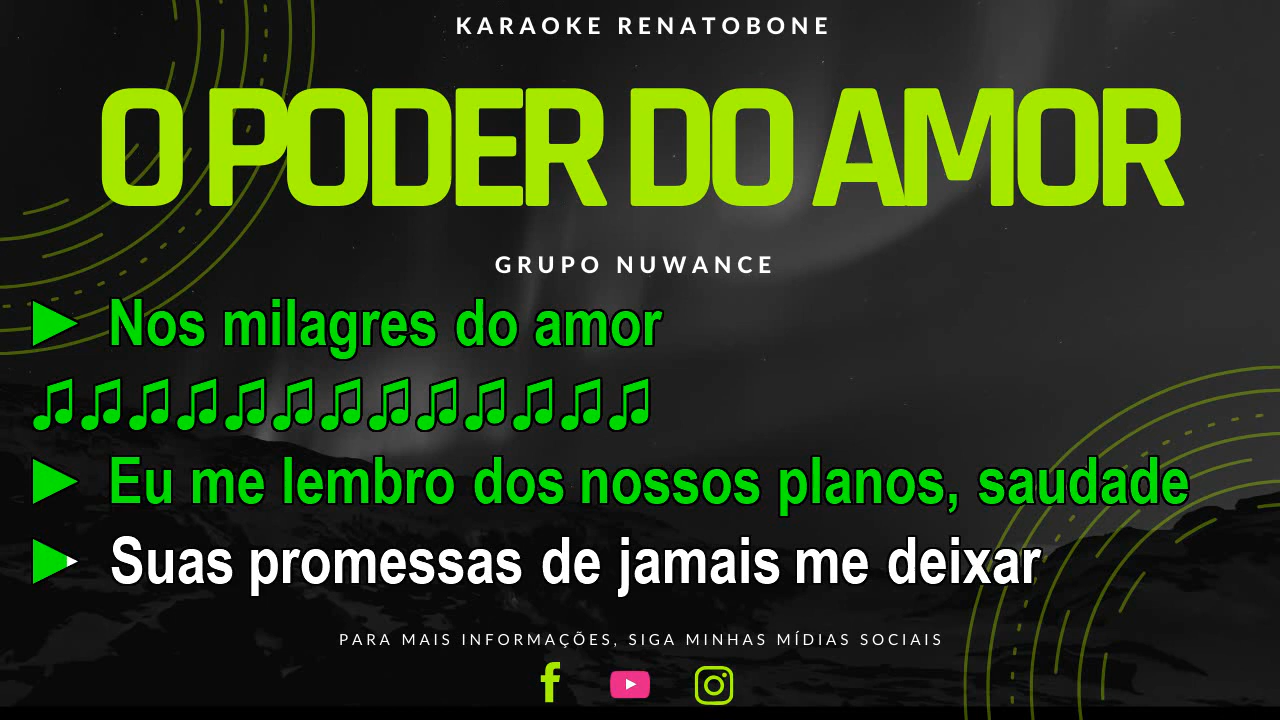 KARAOKE RENATOBONE
O PODER DO AMOR
GRUPO NUWANCE
► Nos milagres do amor
♫♫♫♫♫♫♫♫♫♫♫♫♫
► Eu me lembro dos nossos planos, saudade
► Suas promessas de jamais me deixar
PARA MAIS INFORMAÇÕES, SIGA MINHAS MÍDIAS SOCIAIS